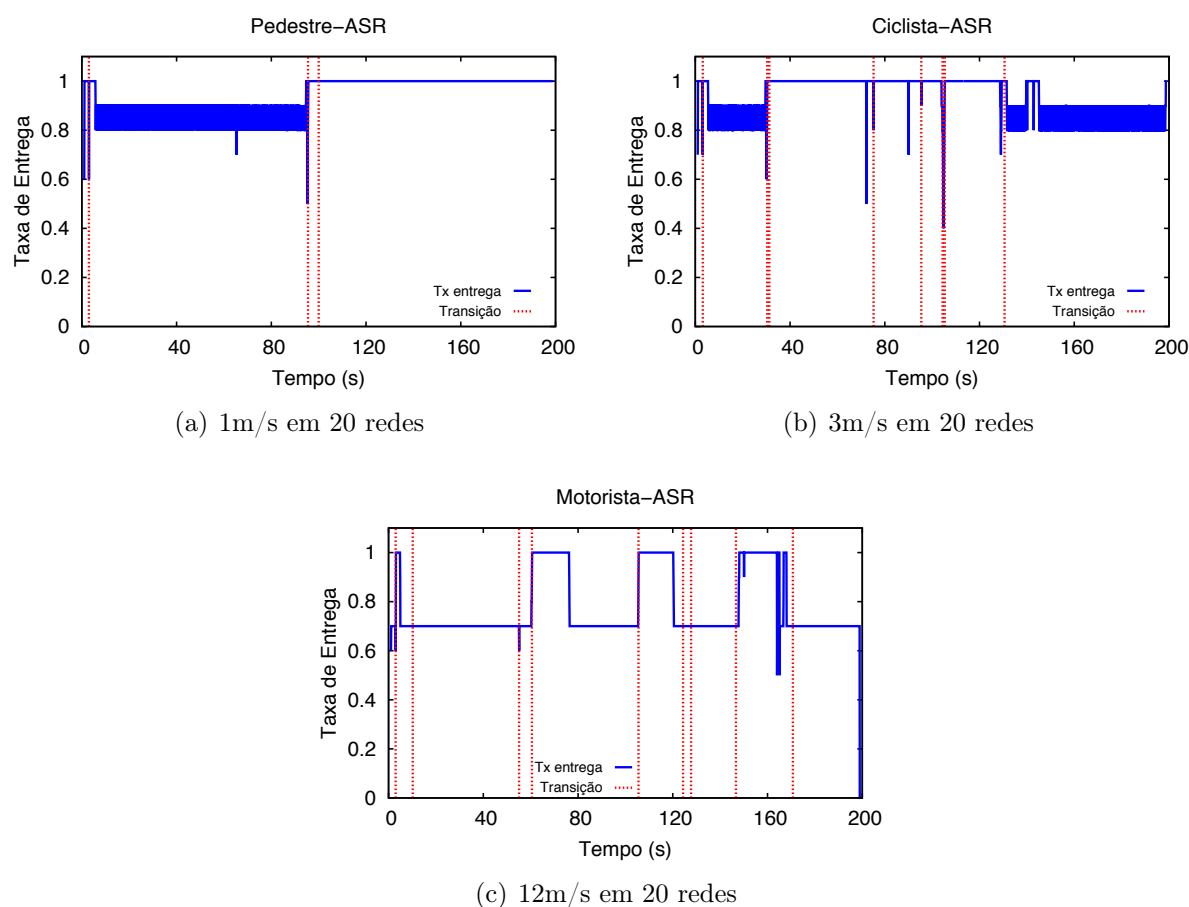 Pedestre-ASR
1
0.8
0.6
0.4
0.2
0
Taxa de Entrega
Tx entrega
Transição
0 40 80 120 160 200
Tempo (s)
(a) 1m/s em 20 redes
Ciclista-ASR
1
0.8
0.6
0.4
0.2
0
Taxa de Entrega
Tx entrega
Transição
0 40 80 120 160 200
Tempo (s)
(b) 3m/s em 20 redes
Motorista-ASR
1
0.8
0.6
0.4
0.2
0
Taxa de Entrega
Tx entrega
Transição
0 40 80 120 160 200
Tempo (s)
(c) 12m/s em 20 redes